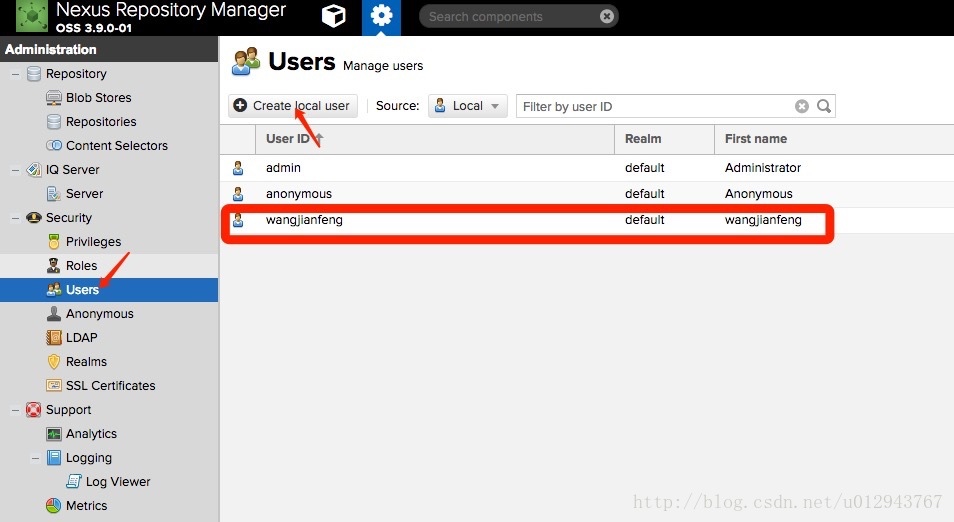 Nexus Repository Manager
OSS 3.9.0-01
Search components
Administration
Repository
Blob Stores
Repositories
Content Selectors
IQ Server
Server
Security
Privileges
Roles
Users
Anonymous
LDAP
Realms
SSL Certificates
Support
Analytics
Logging
Log Viewer
Metrics
Users Manage users
Create local user Source: Local Filter by user ID
User ID Realm First name
admin default Administrator
anonymous default Anonymous
wangjianfeng default wangjianfeng
http://blog.csdn.net/u012943767